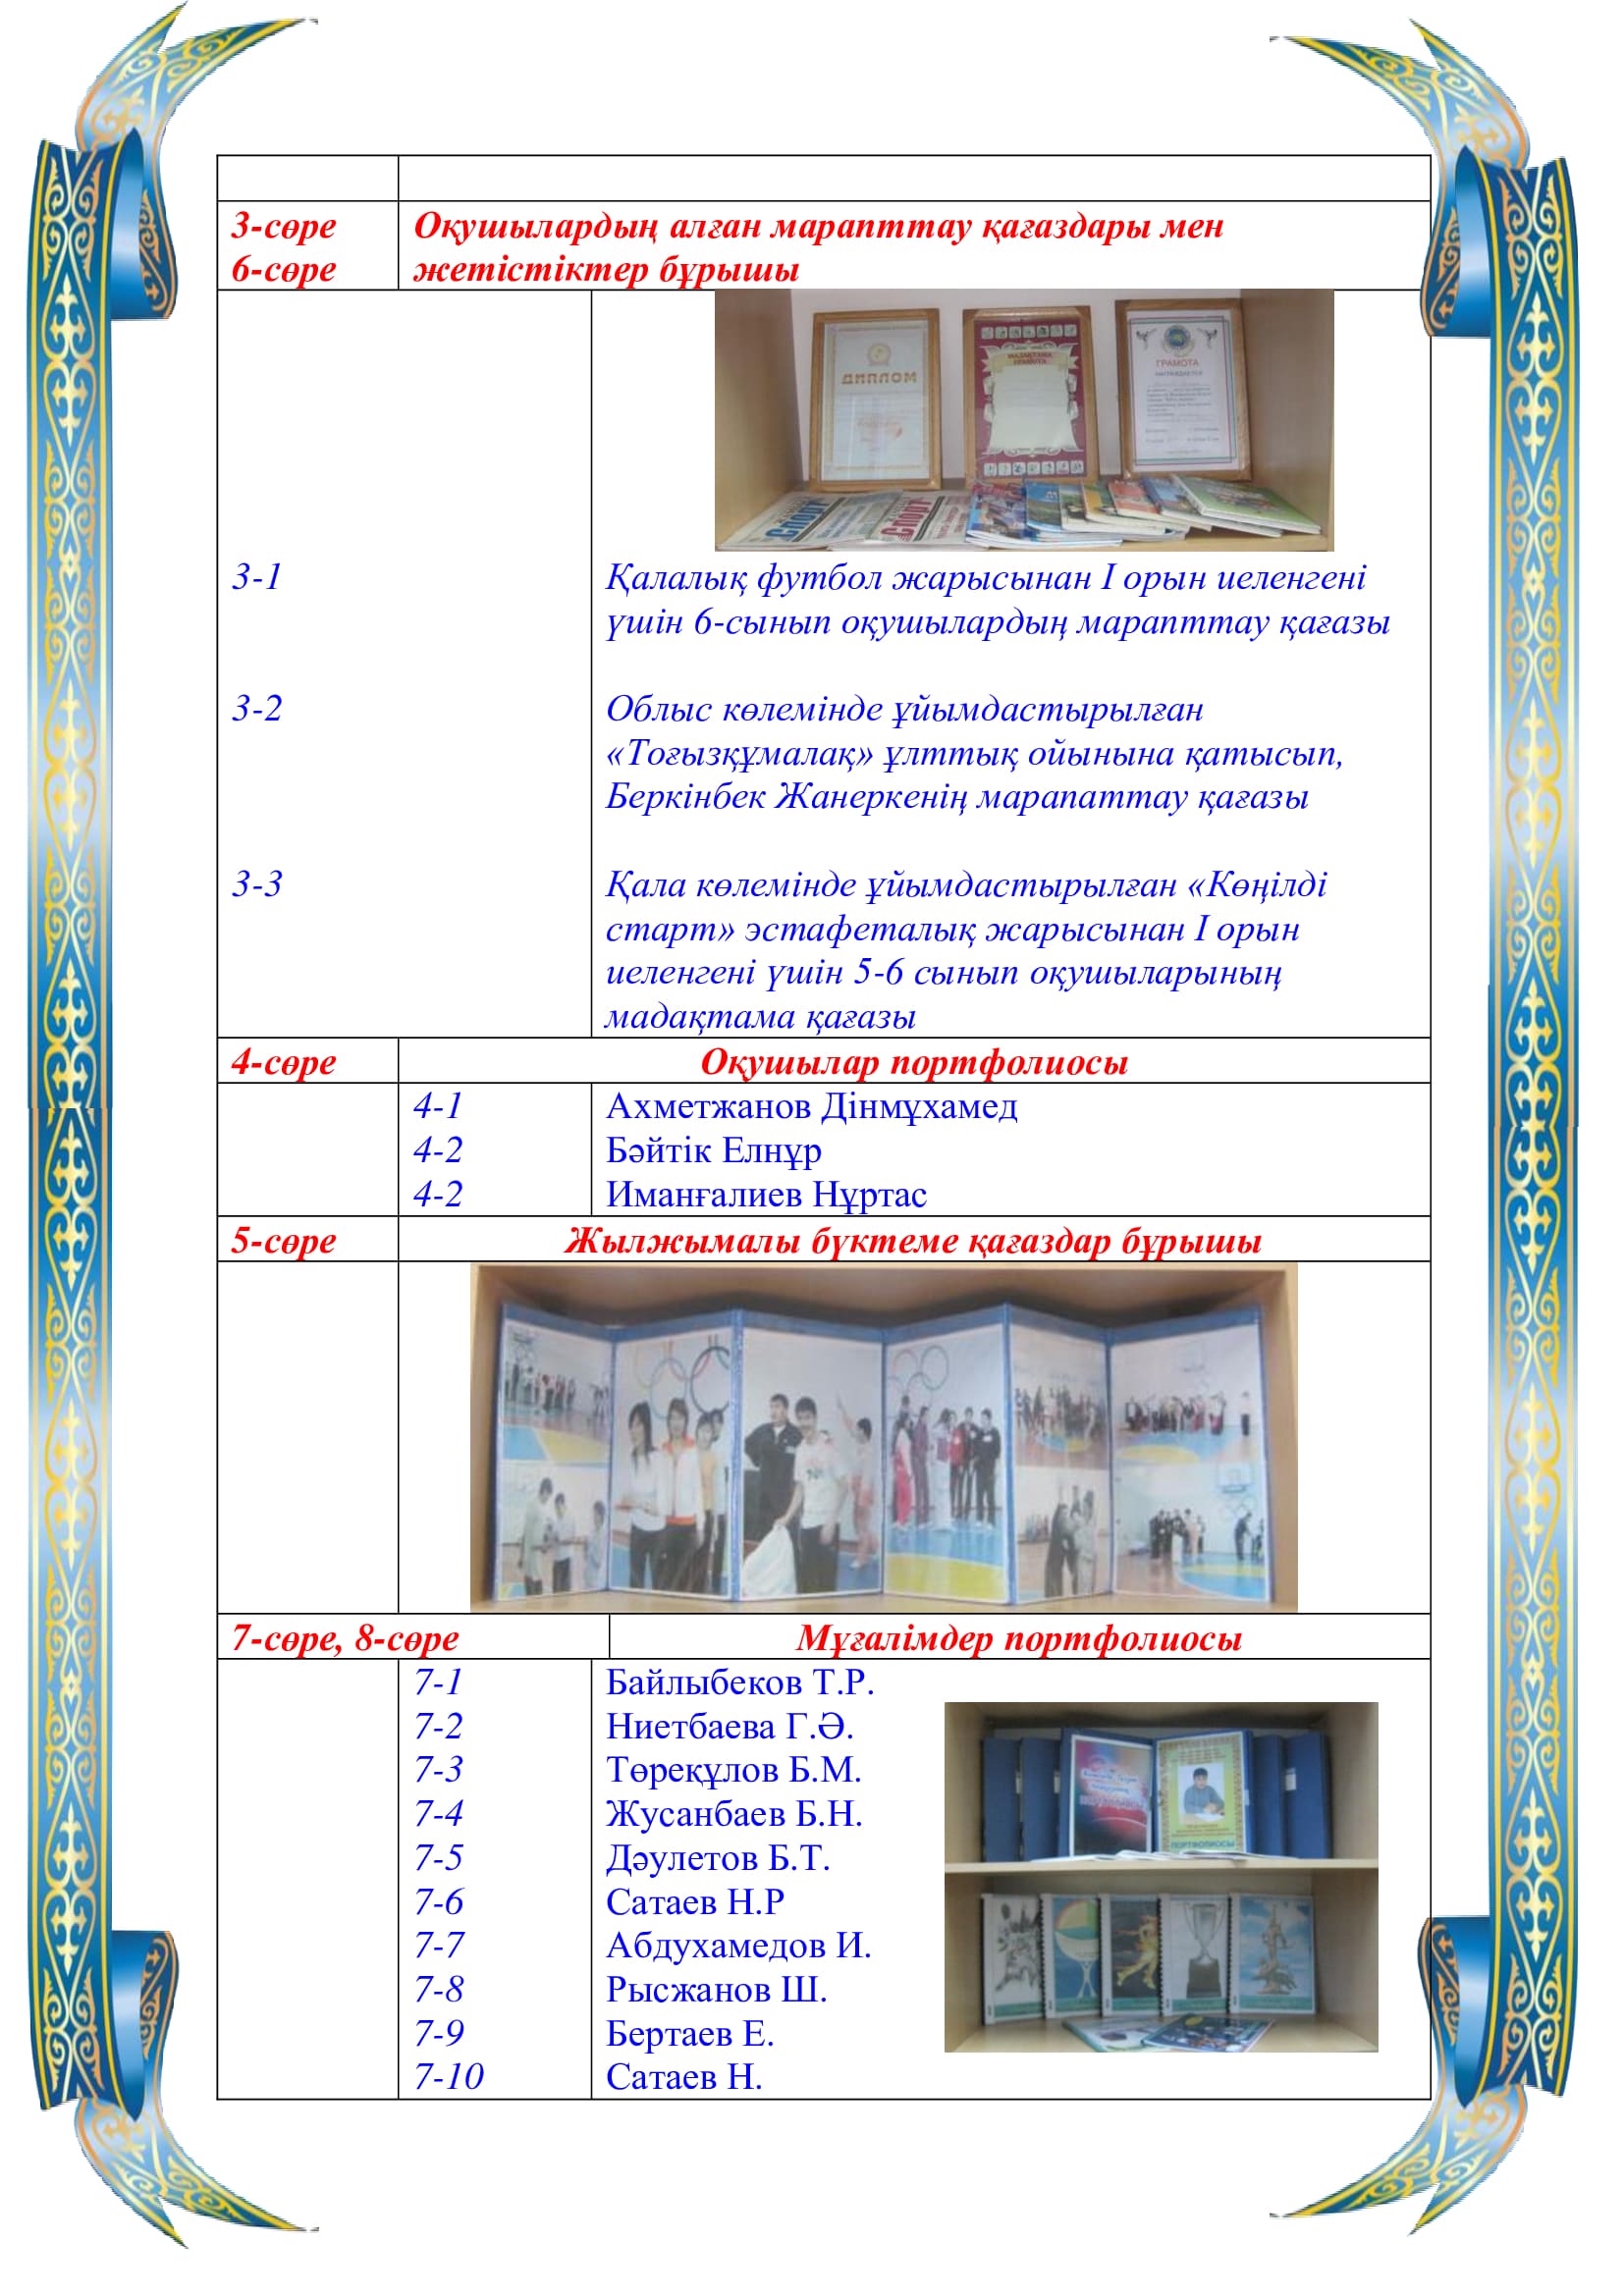 3-сөре
6-сөре
Оқушылардың алған марапттау қағаздары мен
жетістіктер бұрышы
ДИПЛОМ
МАҚТАУ
ГРАМОТА
ГРАМОТА
НАГРАЖДАЕТСЯ
Спорт
Спорт
3-1
Қалалық футбол жарысынан I орын иеленгені
үшін 6-сынып оқушылардың марапттау қағазы
3-2
Облыс көлемінде ұйымдастырылған
«Тоғызқұмалақ» ұлттық ойынына қатысып,
Беркінбек Жанеркенің марапаттау қағазы
3-3
Қала көлемінде ұйымдастырылған «Көңілді
старт» эстафеталық жарысынан I орын
иеленгені үшін 5-6 сынып оқушыларының
мадақтама қағазы
4-сөре Оқушылар портфолиосы
4-1 Ахметжанов Дінмұхамед
4-2 Бәйтік Елнұр
4-2 Иманғалиев Нұртас
5-сөре Жылжымалы бүктеме қағаздар бұрышы
7-сөре, 8-сөре Мұғалімдер портфолиосы
7-1 Байлыбеков Т.Р.
7-2 Ниетбаева Г.Ә.
7-3 Төреқұлов Б.М.
7-4 Жусанбаев Б.Н.
7-5 Дәулетов Б.Т.
7-6 Сатаев Н.Р
7-7 Абдухамедов И.
7-8 Рысжанов Ш.
7-9 Бертаев Е.
7-10 Сатаев Н.
ПОРТФОЛИОСЫ